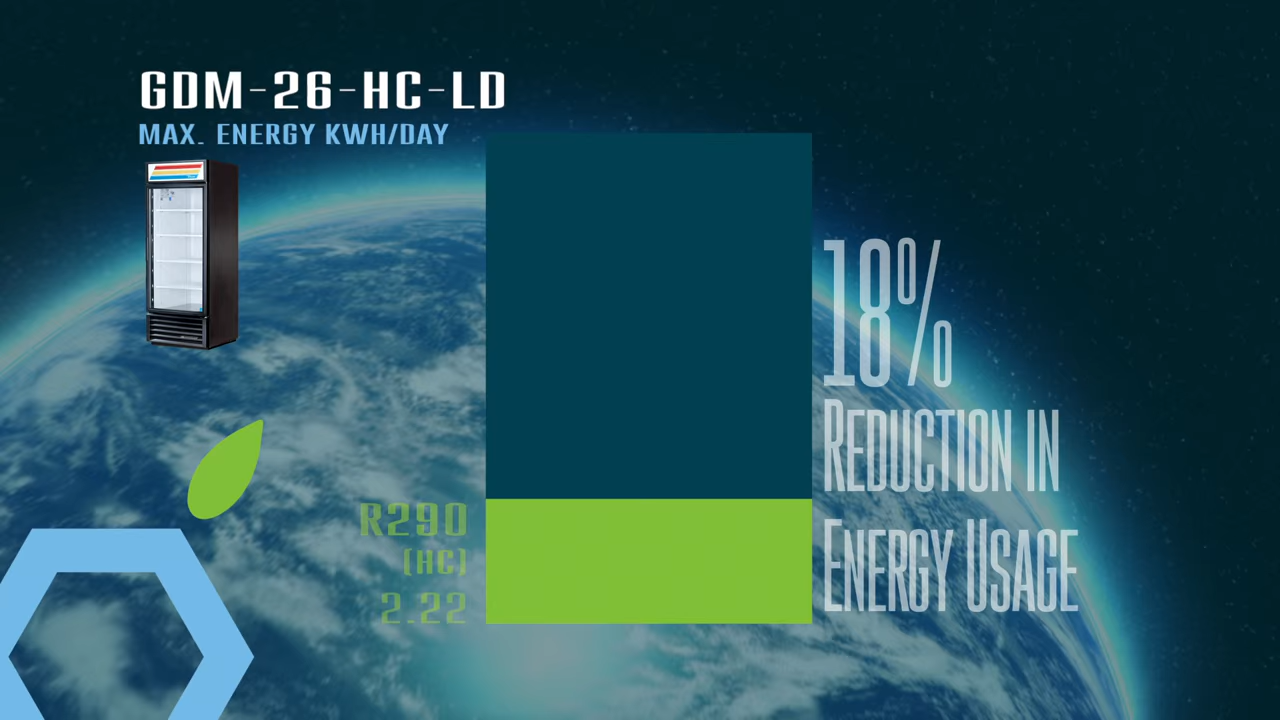 GDM-26-HC-LD
MAX. ENERGY KWH/DAY
18%
REDUCTION IN
ENERGY USAGE
R290
(HC)
2.22